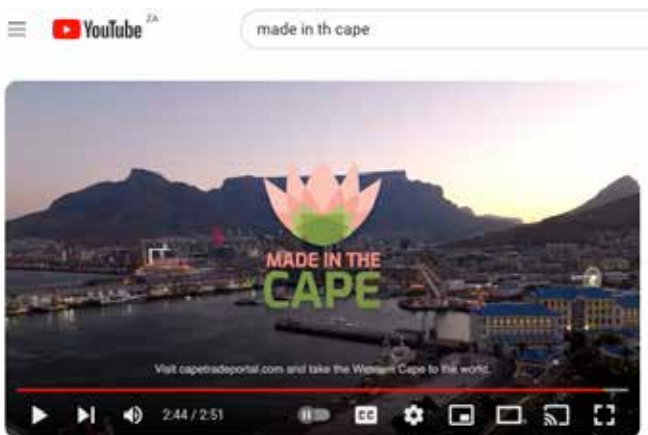 YouTube ZA
made in th cape
MADE IN THE
CAPE
Visit capetradeportal.com and take the Western Cape to the world.
2:44 / 2:51
CC